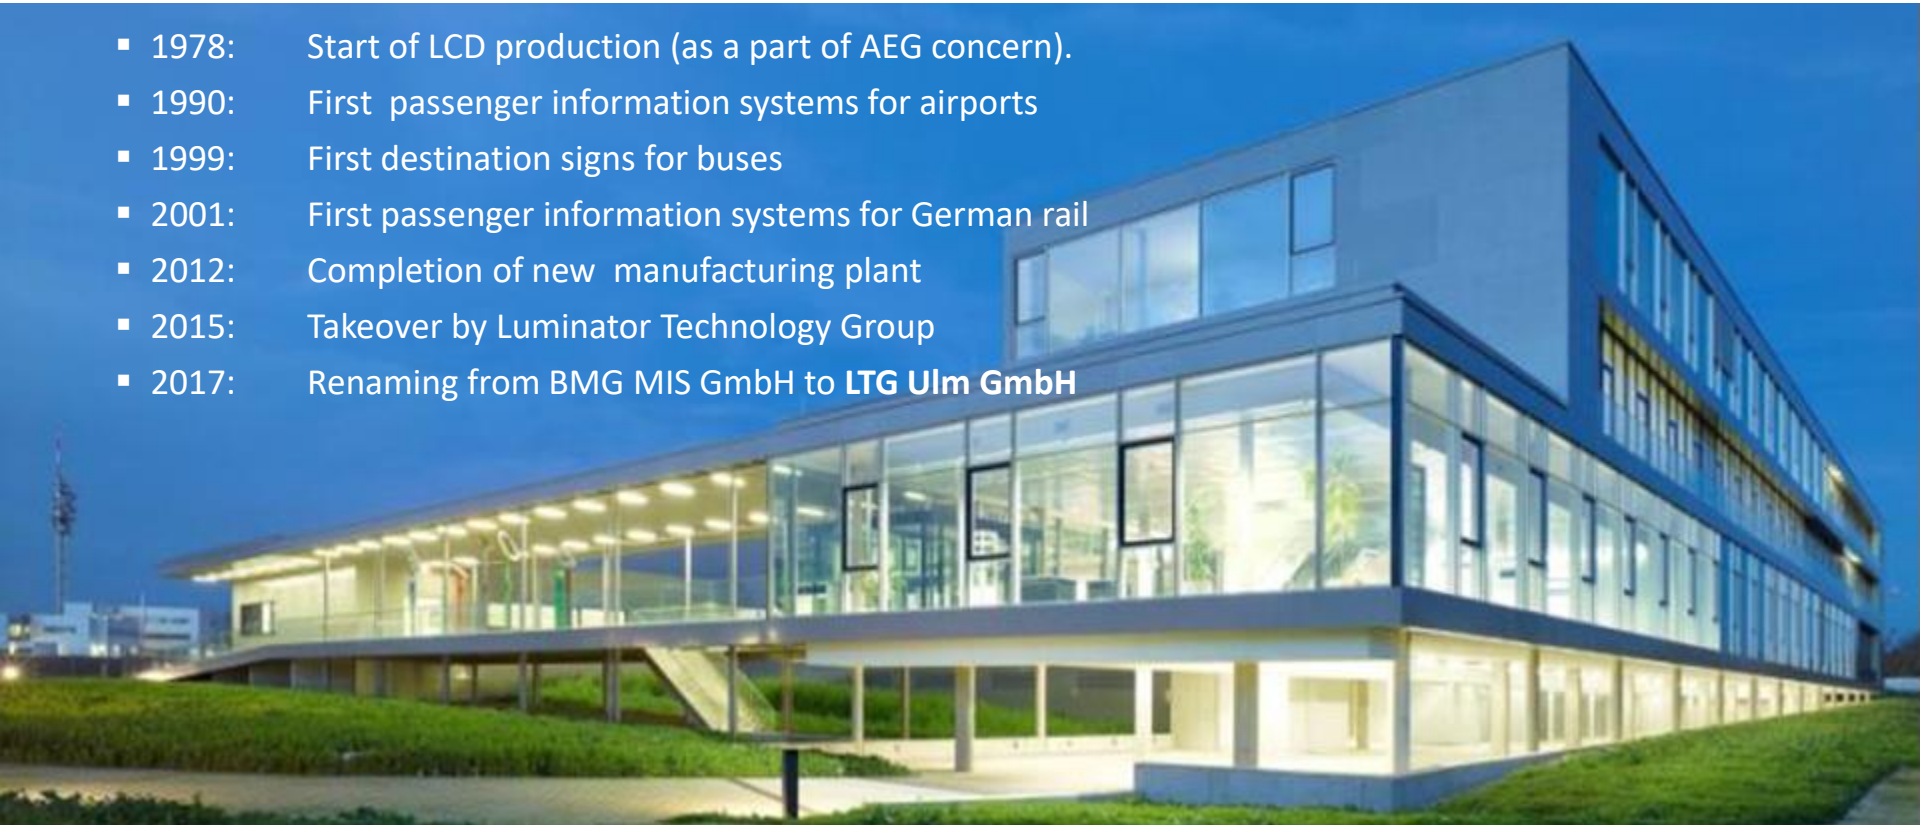 ▪ 1978: Start of LCD production (as a part of AEG concern).
▪ 1990: First  passenger information systems for airports
▪ 1999: First destination signs for buses
▪ 2001: First passenger information systems for German rail
▪ 2012: Completion of new  manufacturing plant
▪ 2015: Takeover by Luminator Technology Group
▪ 2017: Renaming from BMG MIS GmbH to LTG Ulm GmbH